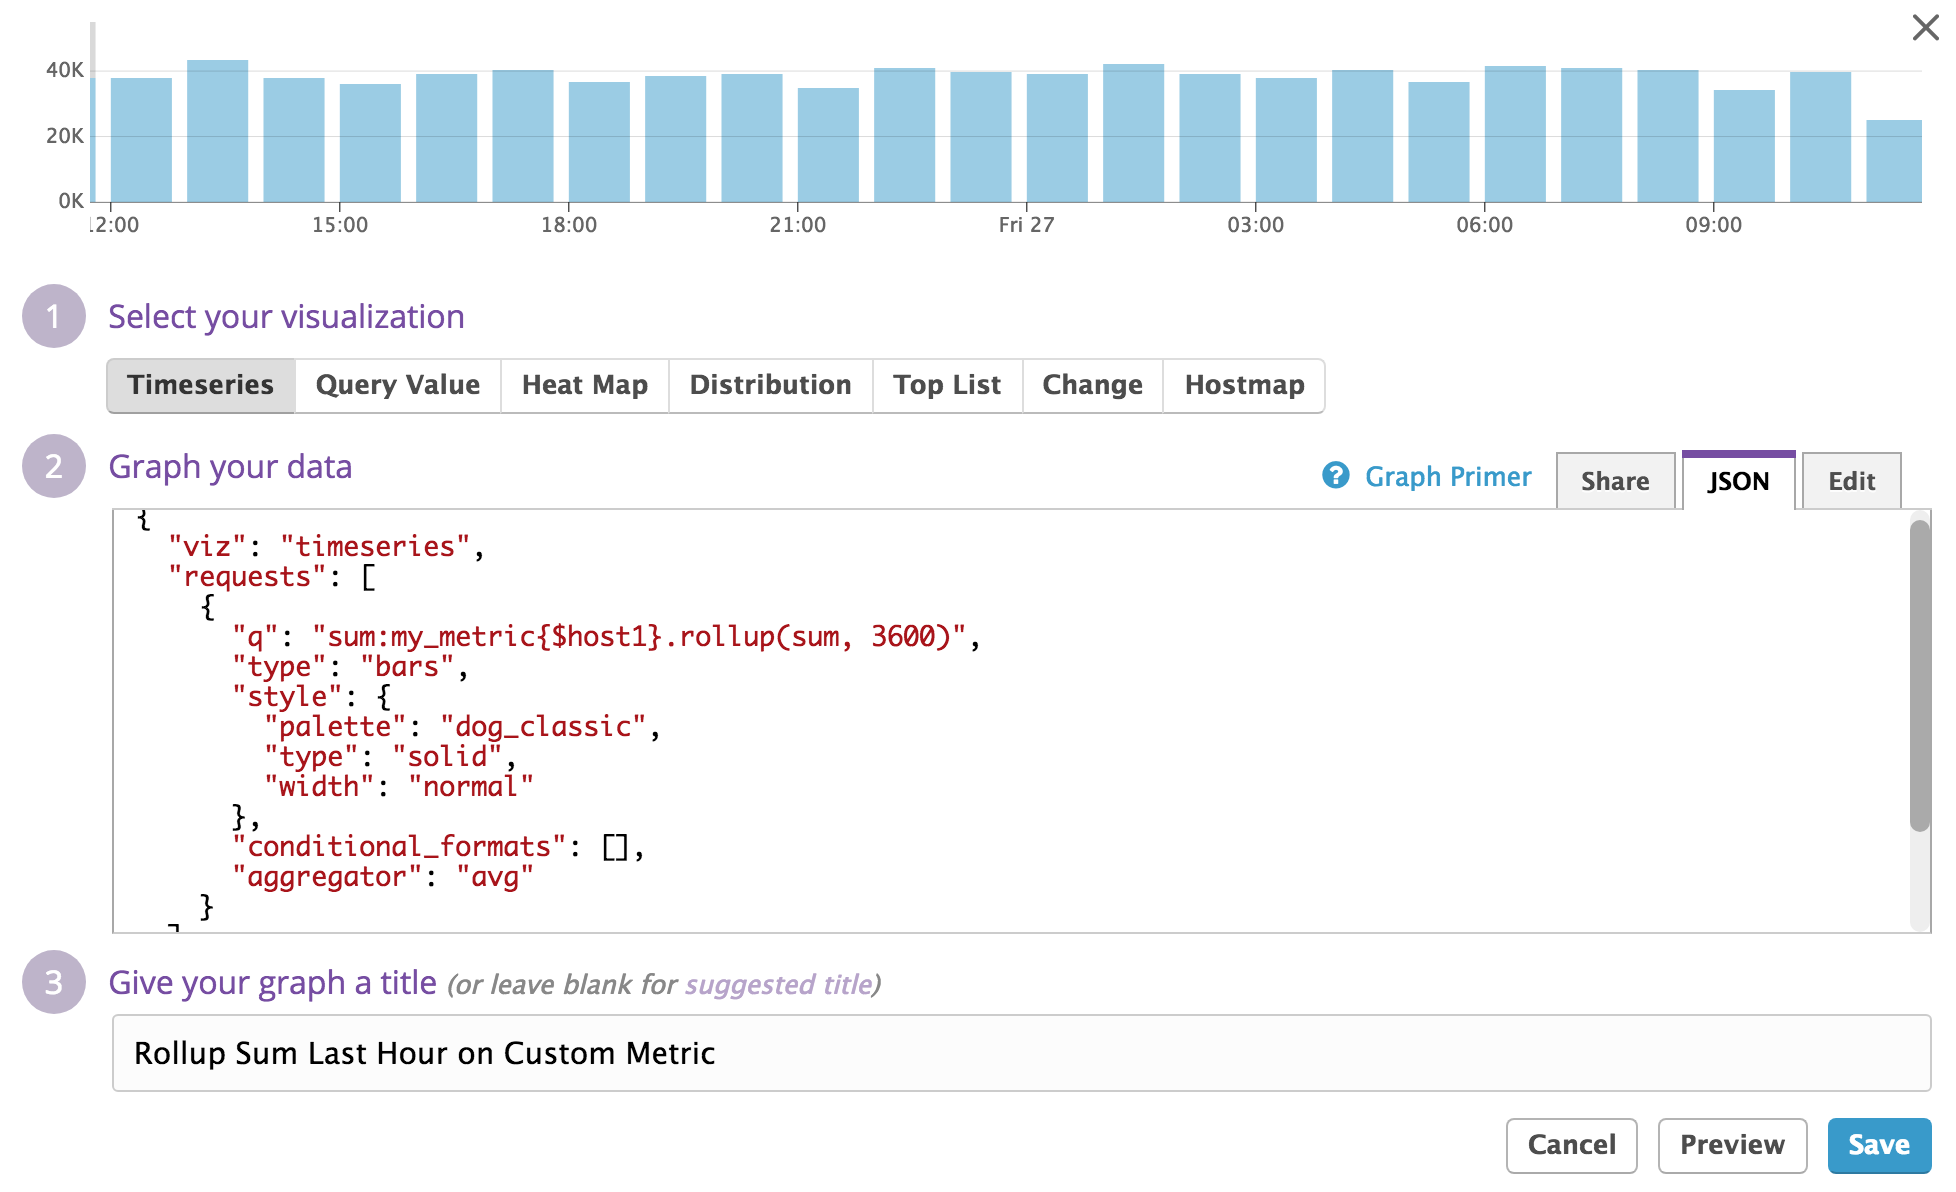 40K
20K
0K
12:00 15:00 18:00 21:00 Fri 27 03:00 06:00 09:00
1 Select your visualization
Timeseries Query Value Heat Map Distribution Top List Change Hostmap
2 Graph your data
? Graph Primer Share JSON Edit
{
"viz": "timeseries",
"requests": [
{
"q": "sum:my_metric{$host1}.rollup(sum, 3600)",
"type": "bars",
"style": {
"palette": "dog_classic",
"type": "solid",
"width": "normal"
},
"conditional_formats": [],
"aggregator": "avg"
}
]
3 Give your graph a title (or leave blank for suggested title)
Rollup Sum Last Hour on Custom Metric
Cancel Preview Save